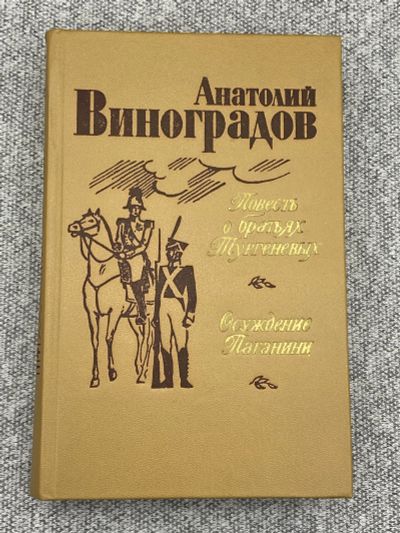 Анатолий
Виноградов
Повесть
о братьях
Тургеневых
Осуждение
Паганини